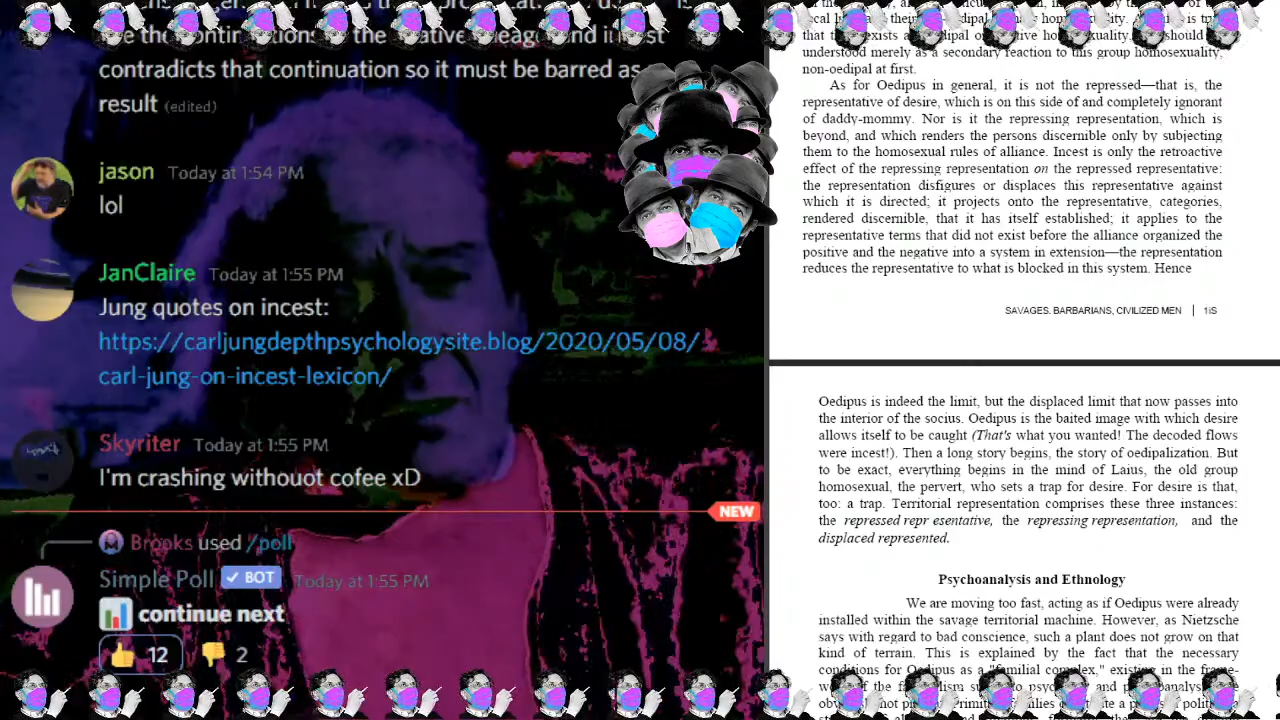 contradicts that continuation so it must be barred as
result (edited)
jason Today at 1:54 PM
lol
JanClaire Today at 1:55 PM
Jung quotes on incest:
https://carljungdepthpsychologysite.blog/2020/05/08/
carl-jung-on-incest-lexicon/
Skyriter Today at 1:55 PM
I'm crashing withouot cofee xD
NEW
Brooks used /poll
Simple Poll ✓ BOT Today at 1:55 PM
📊 continue next
👍 12 👎 2
understood merely as a secondary reaction to this group homosexuality,
non-oedipal at first.
As for Oedipus in general, it is not the repressed—that is, the
representative of desire, which is on this side of and completely ignorant
of daddy-mommy. Nor is it the repressing representation, which is
beyond, and which renders the persons discernible only by subjecting
them to the homosexual rules of alliance. Incest is only the retroactive
effect of the repressing representation on the repressed representative:
the representation disfigures or displaces this representative against
which it is directed; it projects onto the representative, categories,
rendered discernible, that it has itself established; it applies to the
representative terms that did not exist before the alliance organized the
positive and the negative into a system in extension—the representation
reduces the representative to what is blocked in this system. Hence
SAVAGES. BARBARIANS, CIVILIZED MEN | 1iS
Oedipus is indeed the limit, but the displaced limit that now passes into
the interior of the socius. Oedipus is the baited image with which desire
allows itself to be caught (That's what you wanted! The decoded flows
were incest!). Then a long story begins, the story of oedipalization. But
to be exact, everything begins in the mind of Laius, the old group
homosexual, the pervert, who sets a trap for desire. For desire is that,
too: a trap. Territorial representation comprises these three instances:
the repressed repr esentative, the repressing representation, and the
displaced represented.
Psychoanalysis and Ethnology
We are moving too fast, acting as if Oedipus were already
installed within the savage territorial machine. However, as Nietzsche
says with regard to bad conscience, such a plant does not grow on that
kind of terrain. This is explained by the fact that the necessary
conditions for Oedipus as a "familial complex," existing in the frame-